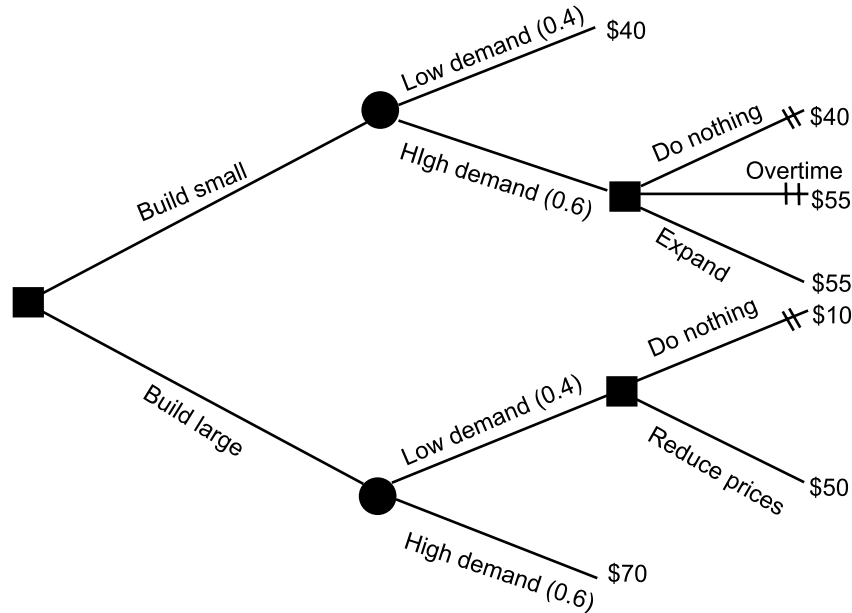 Low demand (0.4)
$40
Build small
HIgh demand (0.6)
Do nothing
$40
Overtime
$55
Expand
$55
Build large
Low demand (0.4)
Do nothing
$10
Reduce prices
$50
High demand (0.6)
$70